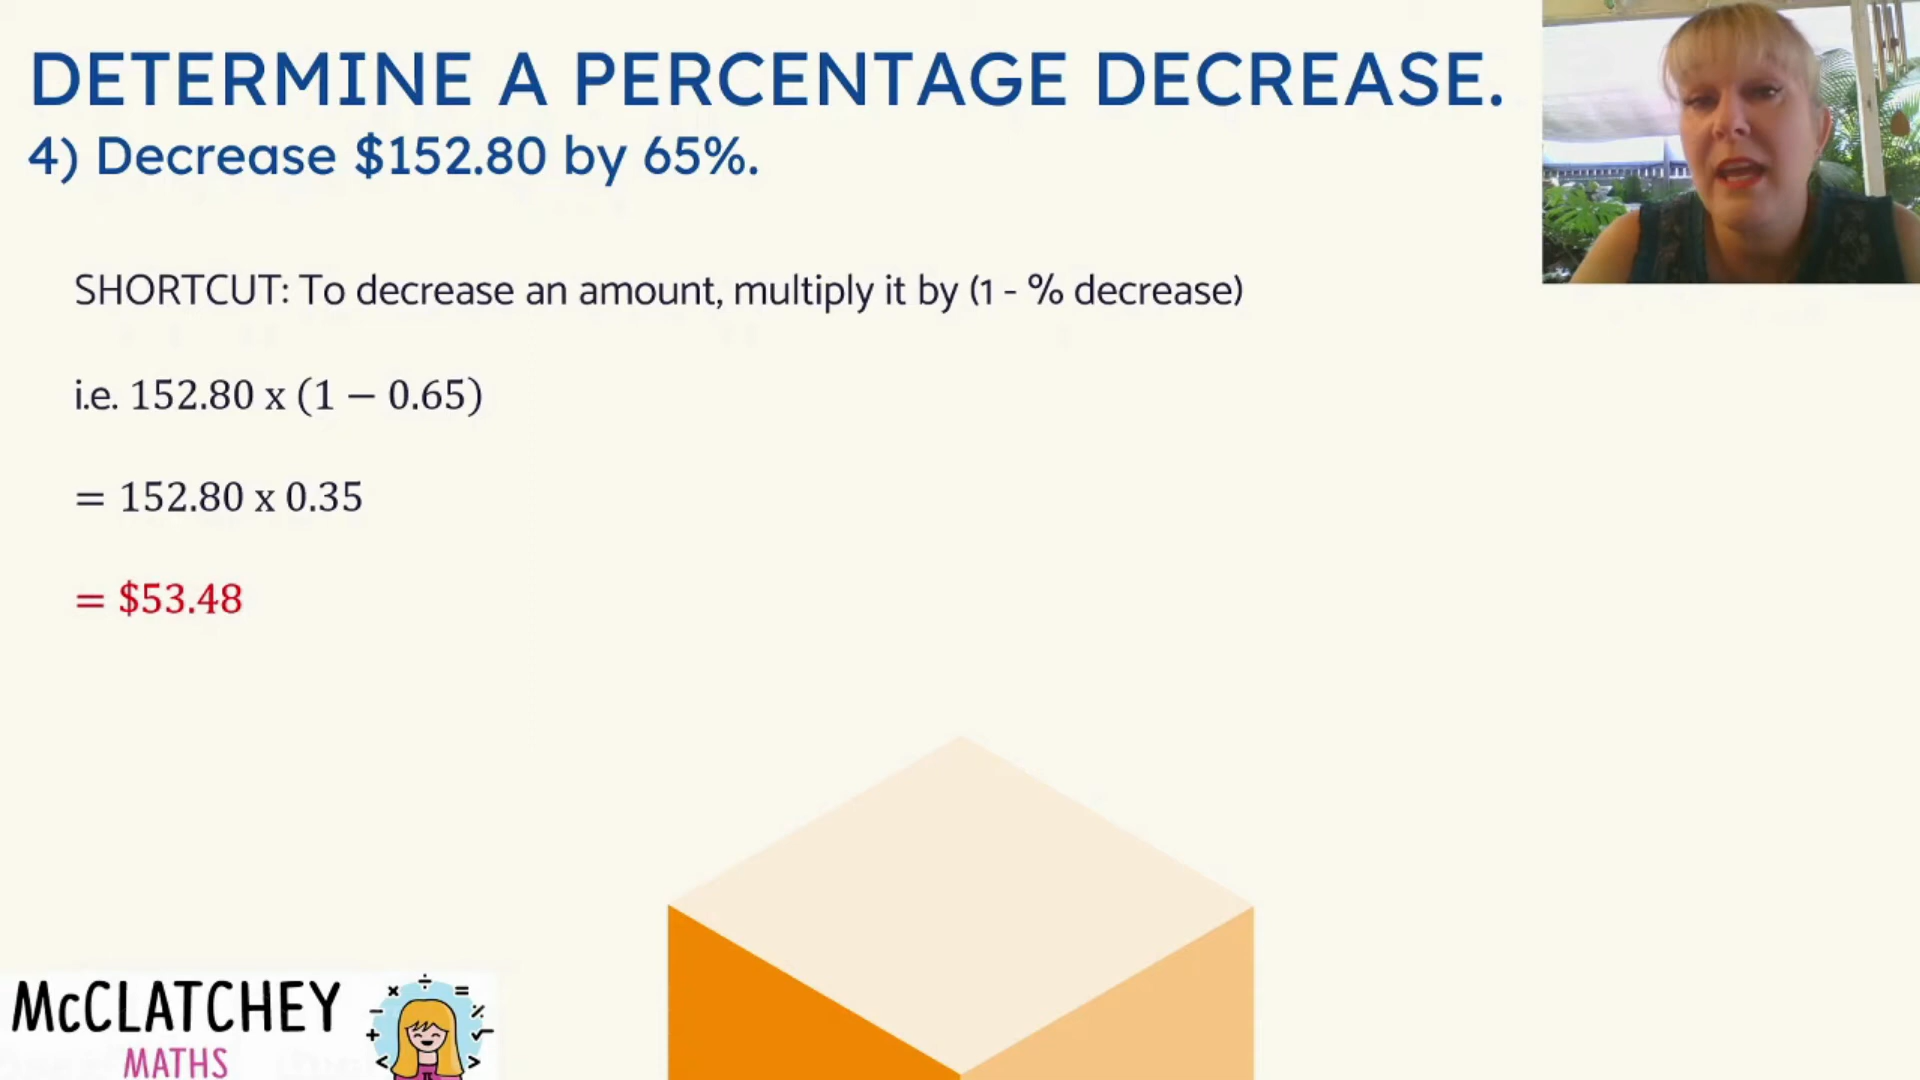 DETERMINE A PERCENTAGE DECREASE.
4) Decrease $152.80 by 65%.
SHORTCUT: To decrease an amount, multiply it by (1 - % decrease)
i.e. 152.80 x (1 − 0.65)
= 152.80 x 0.35
= $53.48
McCLATCHEY
MATHS